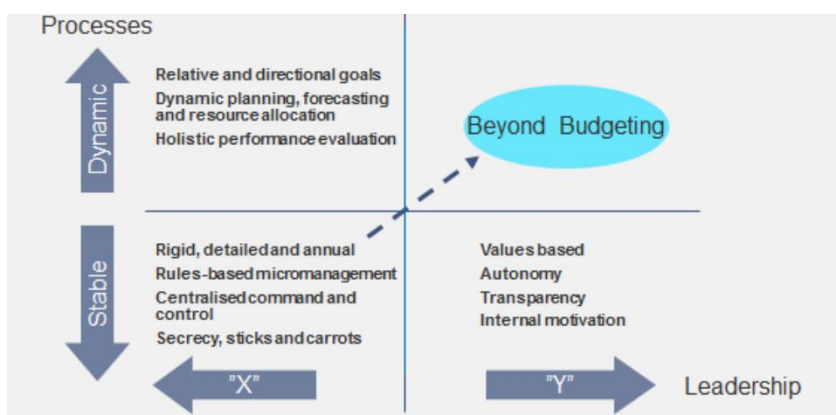 Processes
Dynamic
Relative and directional goals
Dynamic planning, forecasting
and resource allocation
Holistic performance evaluation
Beyond Budgeting
Stable
Rigid, detailed and annual
Rules-based micromanagement
Centralised command and
control
Secrecy, sticks and carrots
Values based
Autonomy
Transparency
Internal motivation
"X"
"Y"
Leadership